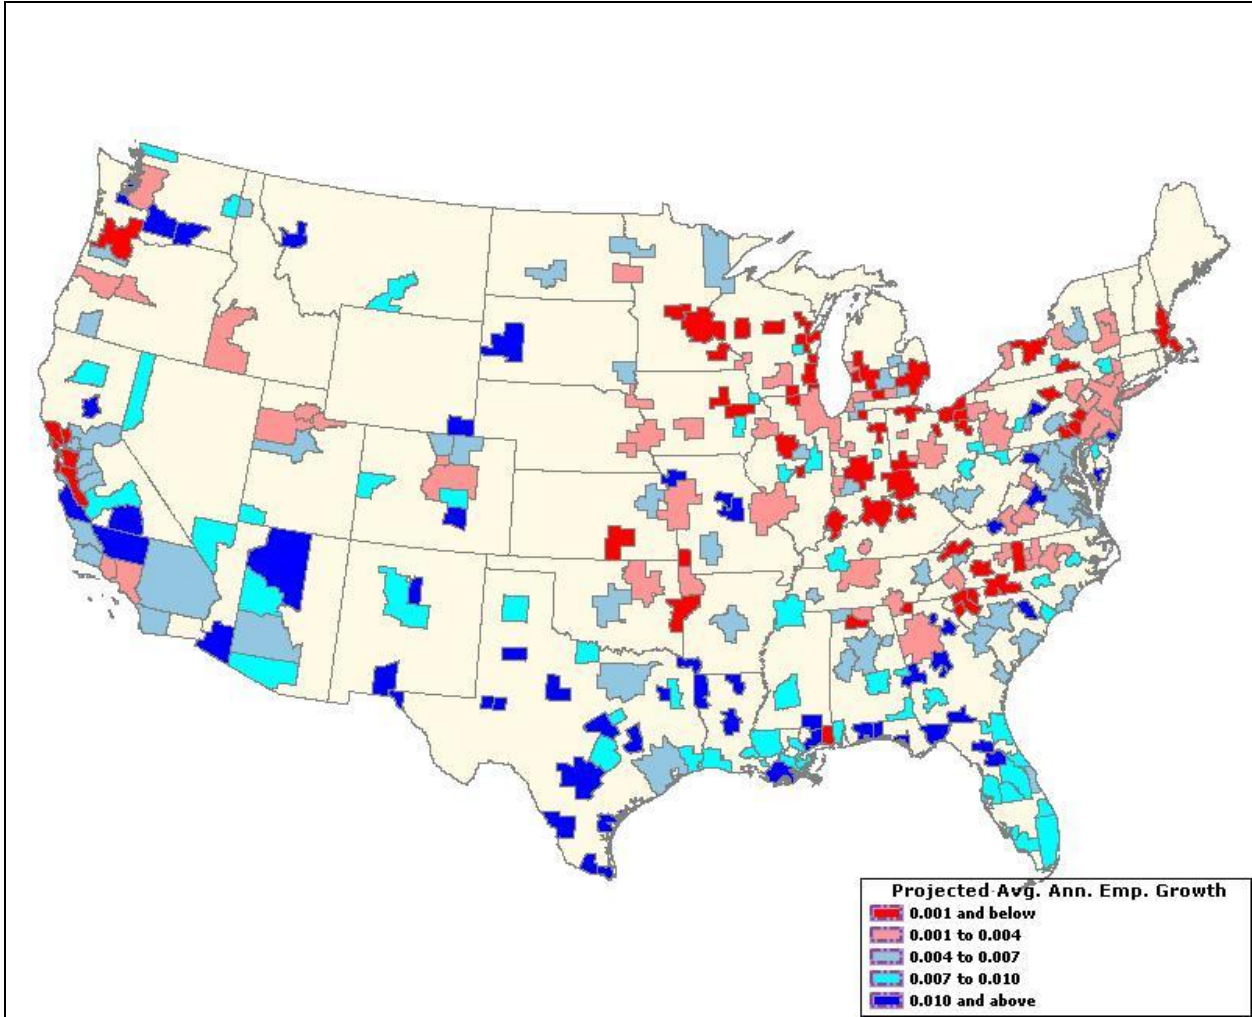 Projected Avg. Ann. Emp. Growth
0.001 and below
0.001 to 0.004
0.004 to 0.007
0.007 to 0.010
0.010 and above